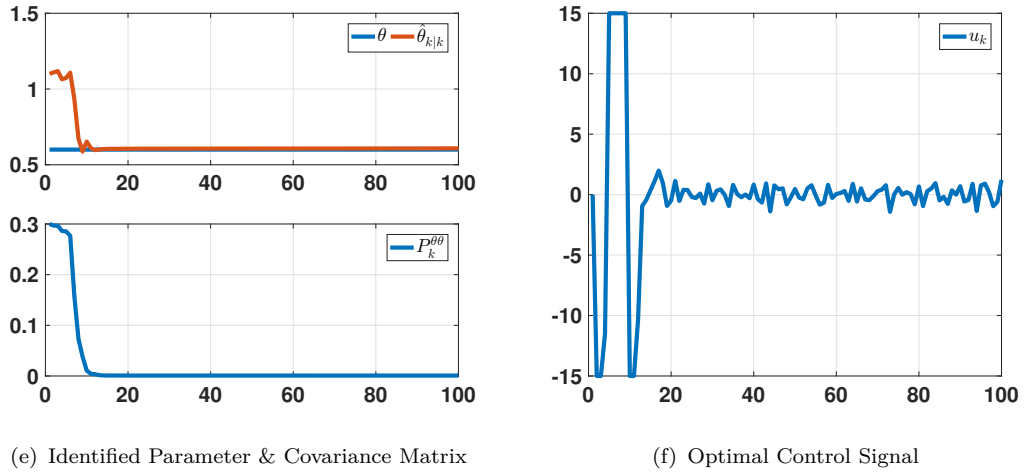 1.5
1
0.5
0 20 40 60 80 100
θ θ̂k|k
0.3
0.2
0.1
0
0 20 40 60 80 100
P_k^{θθ}
(e) Identified Parameter & Covariance Matrix
15
10
5
0
-5
-10
-15
0 20 40 60 80 100
u_k
(f) Optimal Control Signal